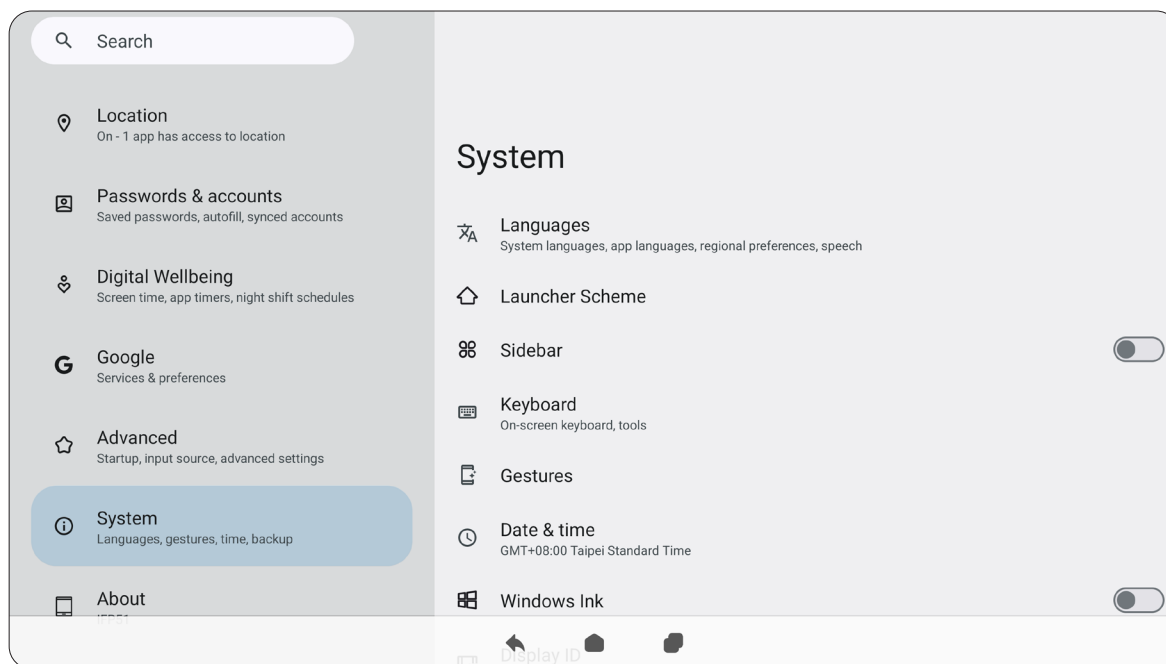 Search
Location
On - 1 app has access to location
Passwords & accounts
Saved passwords, autofill, synced accounts
Digital Wellbeing
Screen time, app timers, night shift schedules
Google
Services & preferences
Advanced
Startup, input source, advanced settings
System
Languages, gestures, time, backup
About
System
Languages
System languages, app languages, regional preferences, speech
Launcher Scheme
Sidebar
Keyboard
On-screen keyboard, tools
Gestures
Date & time
GMT+08:00 Taipei Standard Time
Windows Ink
Display ID